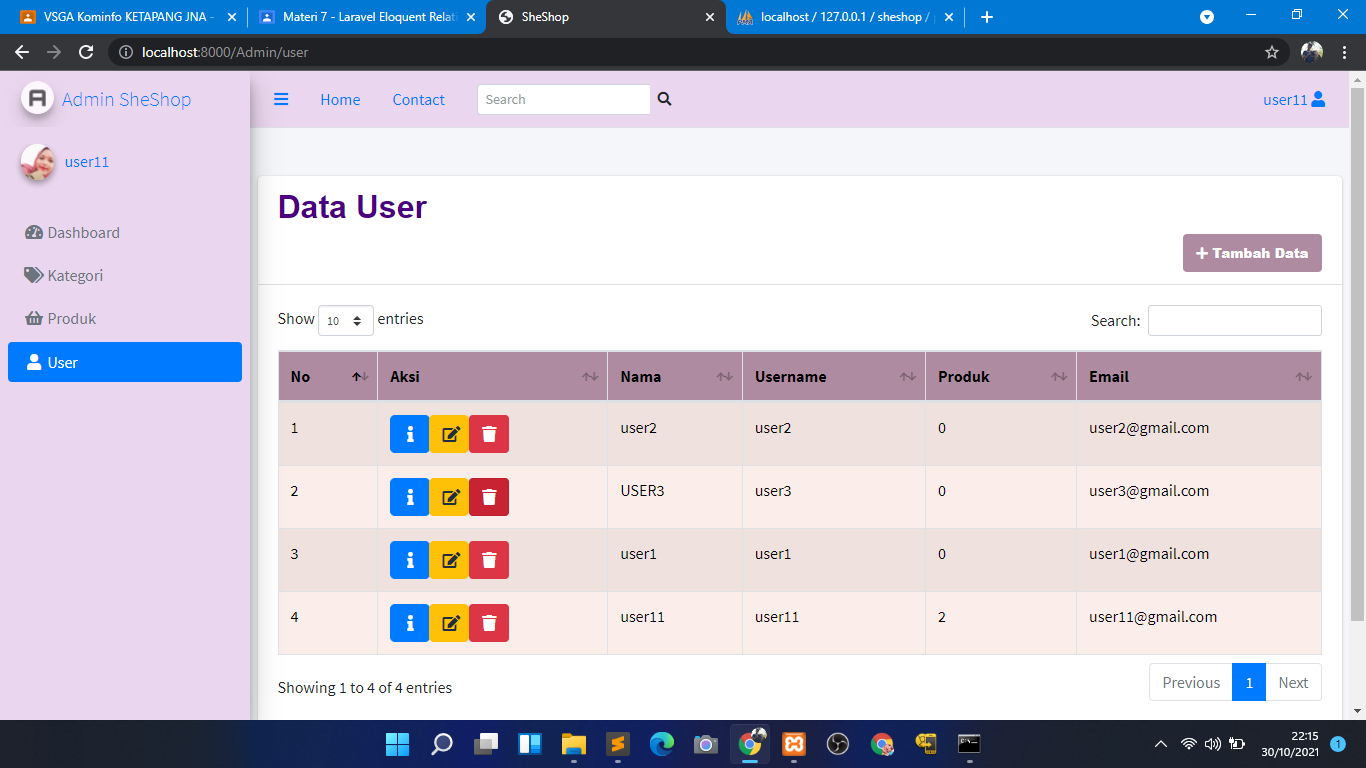 VSGA Kominfo KETAPANG JNA -
Materi 7 - Laravel Eloquent Relati
SheShop
localhost / 127.0.0.1 / sheshop /
localhost:8000/Admin/user
Admin SheShop
Home
Contact
Search
user11
user11
Dashboard
Kategori
Produk
User
Data User
Tambah Data
Show 10 entries
Search:
No Aksi Nama Username Produk Email
1 user2 user2 0 user2@gmail.com
2 USER3 user3 0 user3@gmail.com
3 user1 user1 0 user1@gmail.com
4 user11 user11 2 user11@gmail.com
Showing 1 to 4 of 4 entries
Previous 1 Next
22:15
30/10/2021
1